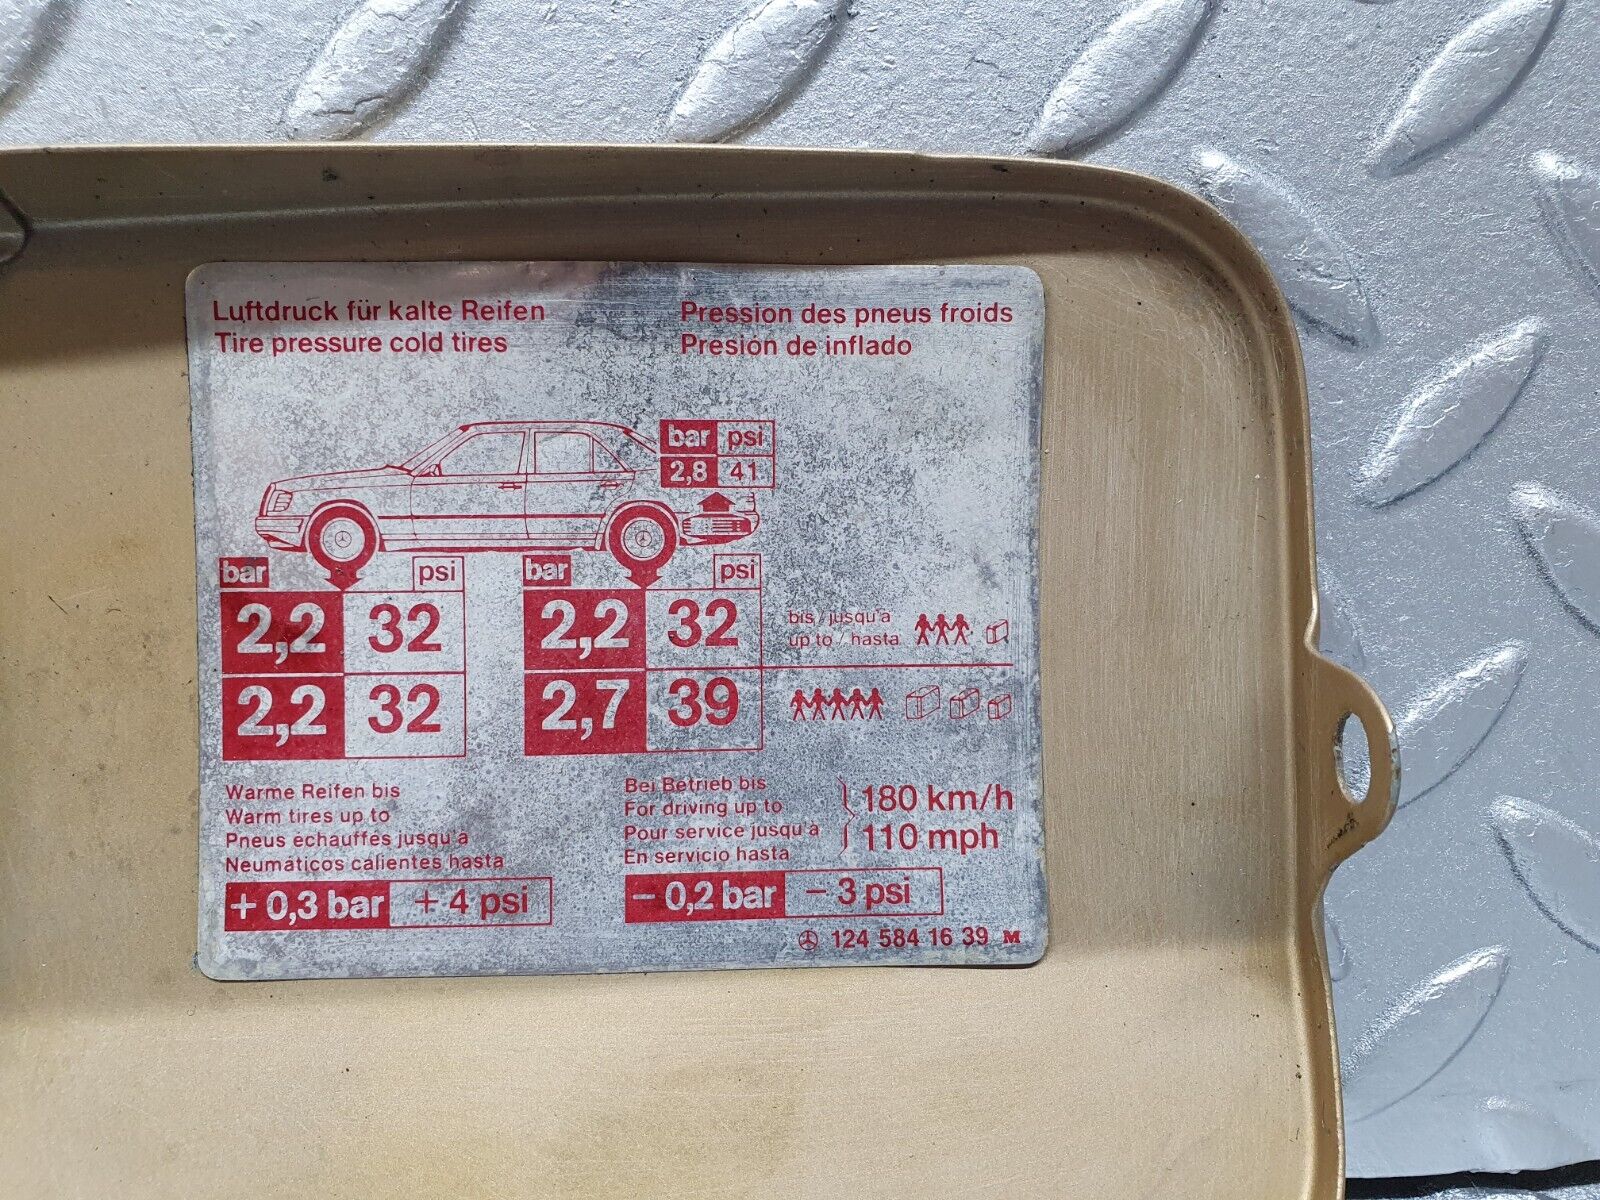 Luftdruck für kalte Reifen
Tire pressure cold tires
Pression des pneus froids
Presión de inflado
bar psi
2,8 41
bar psi
2,2 32
2,2 32
bar psi
2,2 32
2,7 39
bis / jusqu'a
up to / hasta
Warme Reifen bis
Warm tires up to
Pneus échauffés jusqu'à
Neumáticos calientes hasta
+ 0,3 bar + 4 psi
Bei Betrieb bis
For driving up to
Pour service jusqu'à
En servicio hasta
180 km/h
110 mph
- 0,2 bar - 3 psi
124 584 16 39 M